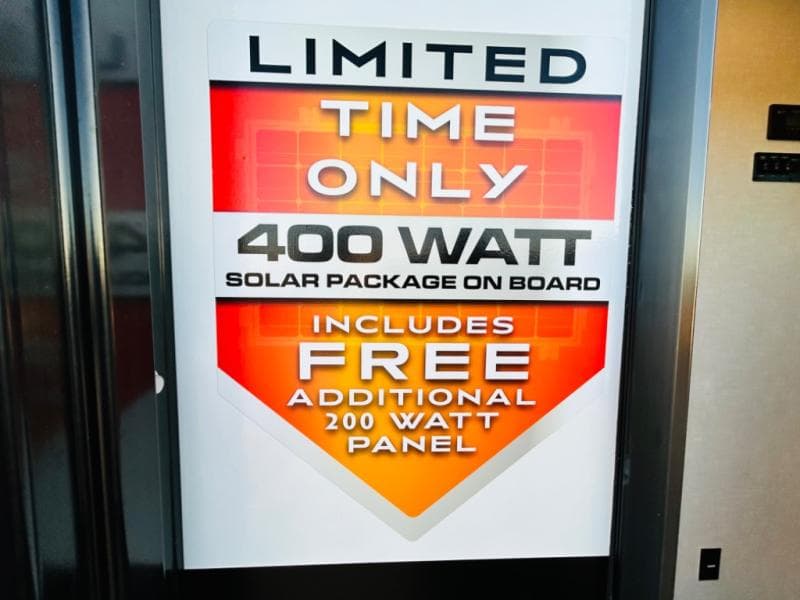 LIMITED
TIME
ONLY
400 WATT
SOLAR PACKAGE ON BOARD
INCLUDES
FREE
ADDITIONAL
200 WATT
PANEL